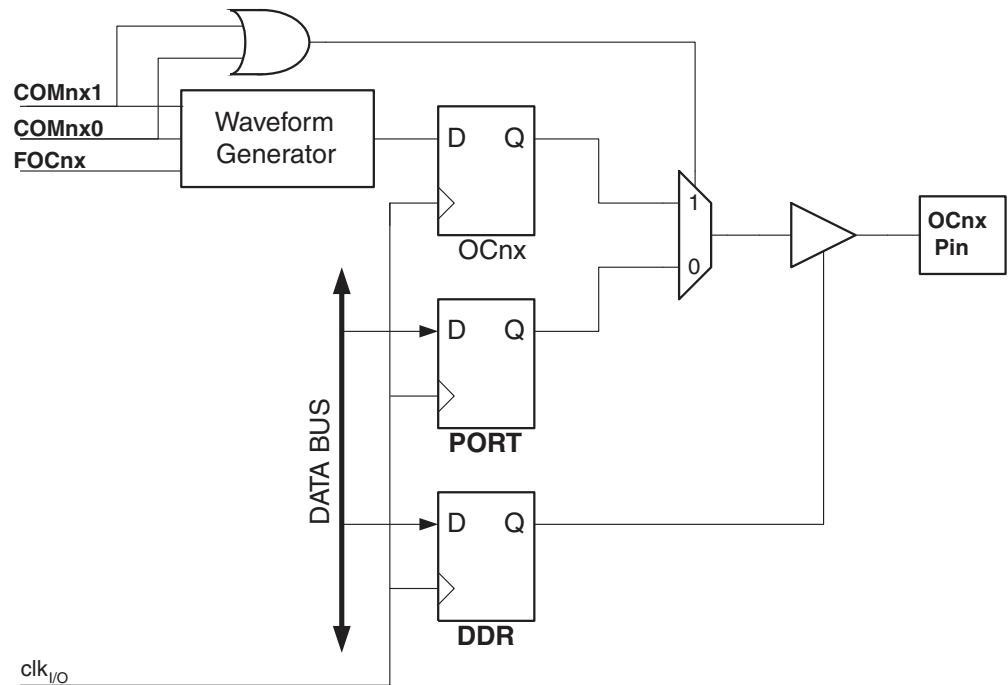 COMnx1
COMnx0
FOCnx
Waveform
Generator
D
Q
OCnx
1
0
OCnx
Pin
D
Q
PORT
DATA BUS
D
Q
DDR
clkI/O